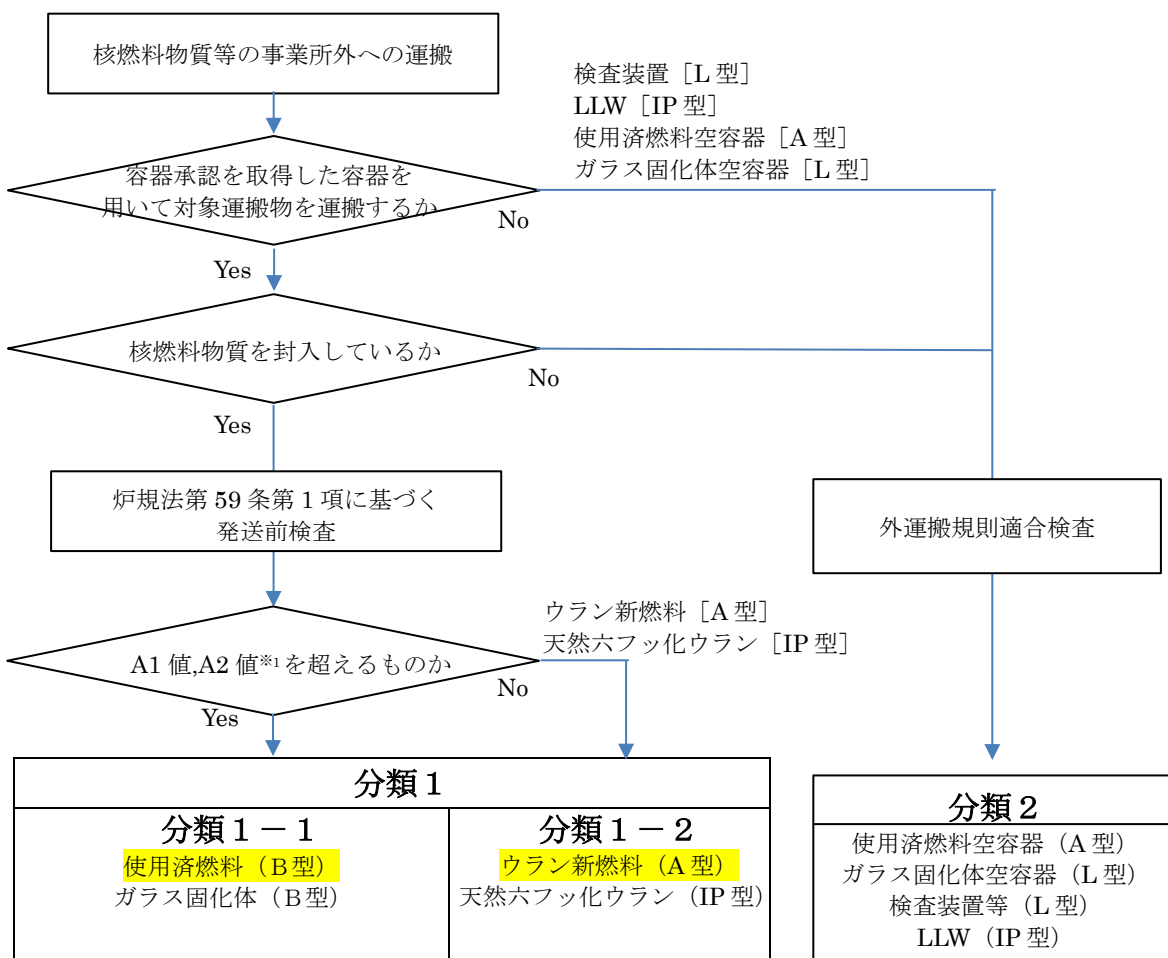 核燃料物質等の事業所外への運搬
検査装置［L 型］
LLW［IP 型］
使用済燃料空容器［A 型］
ガラス固化体空容器［L 型］
容器承認を取得した容器を
用いて対象運搬物を運搬するか
No
Yes
核燃料物質を封入しているか
No
Yes
炉規法第 59 条第 1 項に基づく
発送前検査
外運搬規則適合検査
ウラン新燃料［A 型］
天然六フッ化ウラン［IP 型］
A1 値,A2 値※1を超えるものか
No
Yes
分類１
分類１－１
使用済燃料（B 型）
ガラス固化体（B 型）
分類１－２
ウラン新燃料（A 型）
天然六フッ化ウラン（IP 型）
分類２
使用済燃料空容器（A 型）
ガラス固化体空容器（L 型）
検査装置等（L 型）
LLW（IP 型）